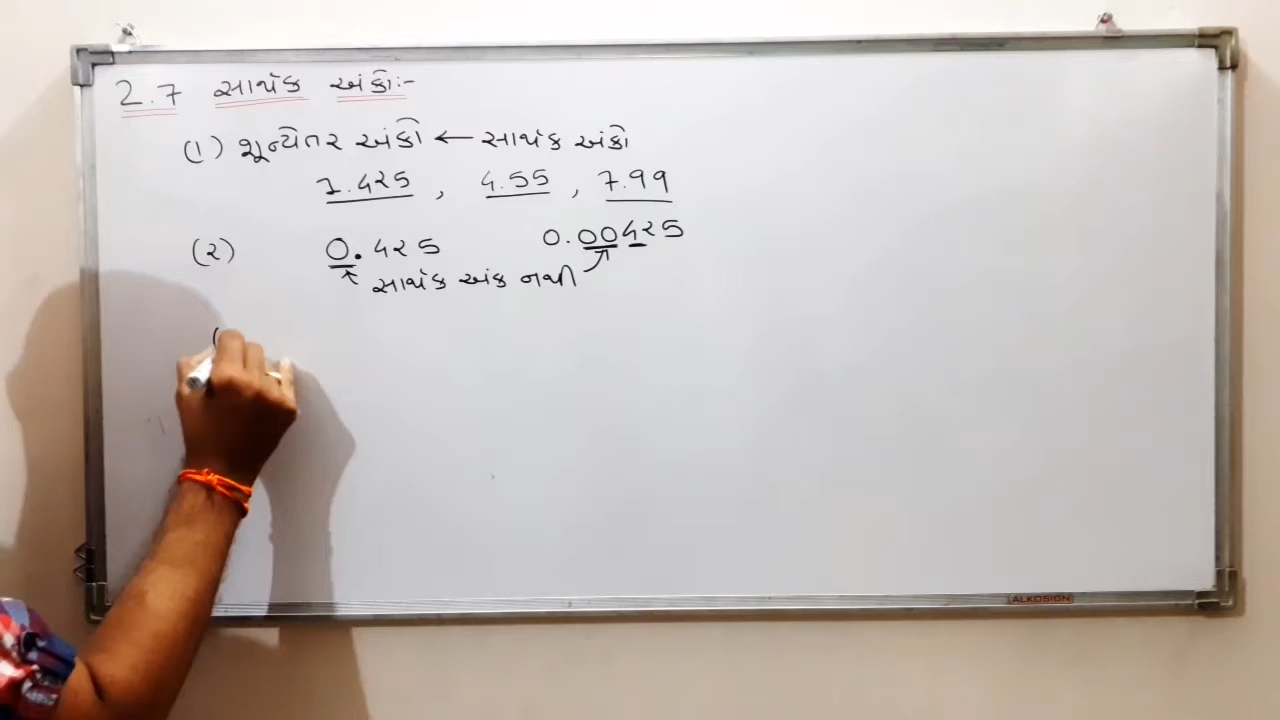 2.7 સાર્થક અંકો:-
(1) શૂન્યેતર અંકો ← સાર્થક અંકો
1.425 , 4.55 , 7.99
(2) 0.425 0.00425
સાર્થક અંક નથી
(
ALKOSIGN